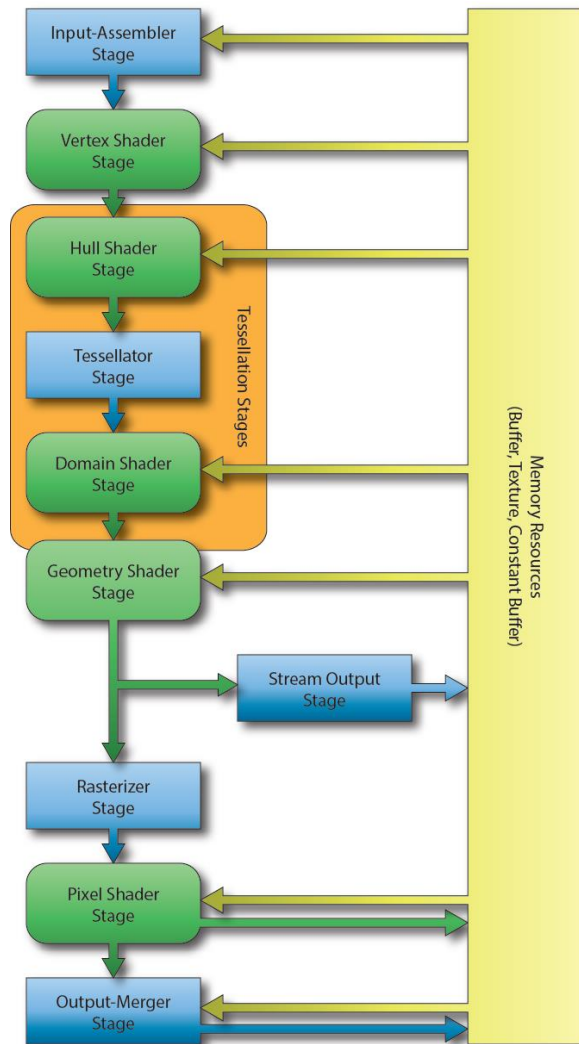 Input-Assembler
Stage
Vertex Shader
Stage
Hull Shader
Stage
Tessellator
Stage
Domain Shader
Stage
Tessellation Stages
Geometry Shader
Stage
Stream Output
Stage
Rasterizer
Stage
Pixel Shader
Stage
Output-Merger
Stage
Memory Resources
(Buffer, Texture, Constant Buffer)